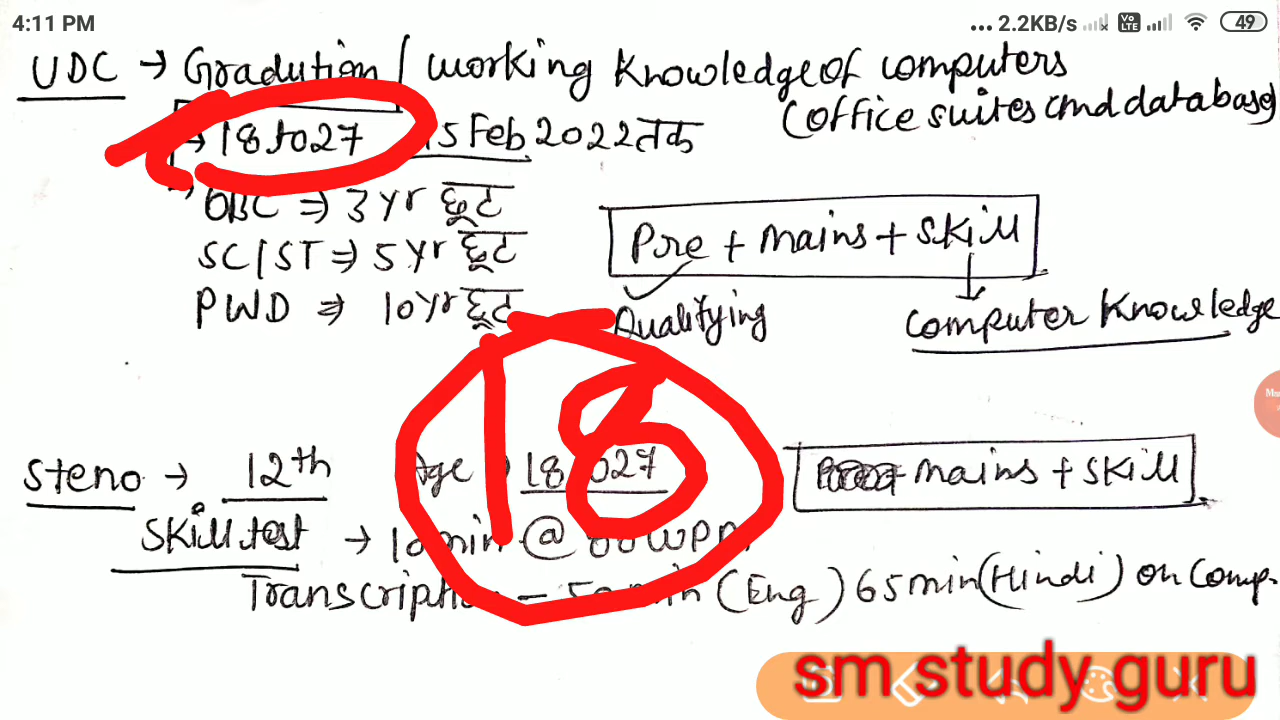 4:11 PM ... 2.2KB/s Vo LTE 49
UDC → Gradution / working Knowledge of computers
(office suites and database)
→ 18 to 27 15 Feb 2022 तक
OBC ⇒ 3 yr छूट
SC/ST ⇒ 5 yr छूट
PWD ⇒ 10 yr छूट
Pre + mains + skill
Qualifying
computer Knowledge
18
steno → 12th Age 18 to 27 mains + skill
skill test → 10 min @ WPM
Transcription – 50 min (Eng) 65 min (Hindi) on Comp.
sm study guru